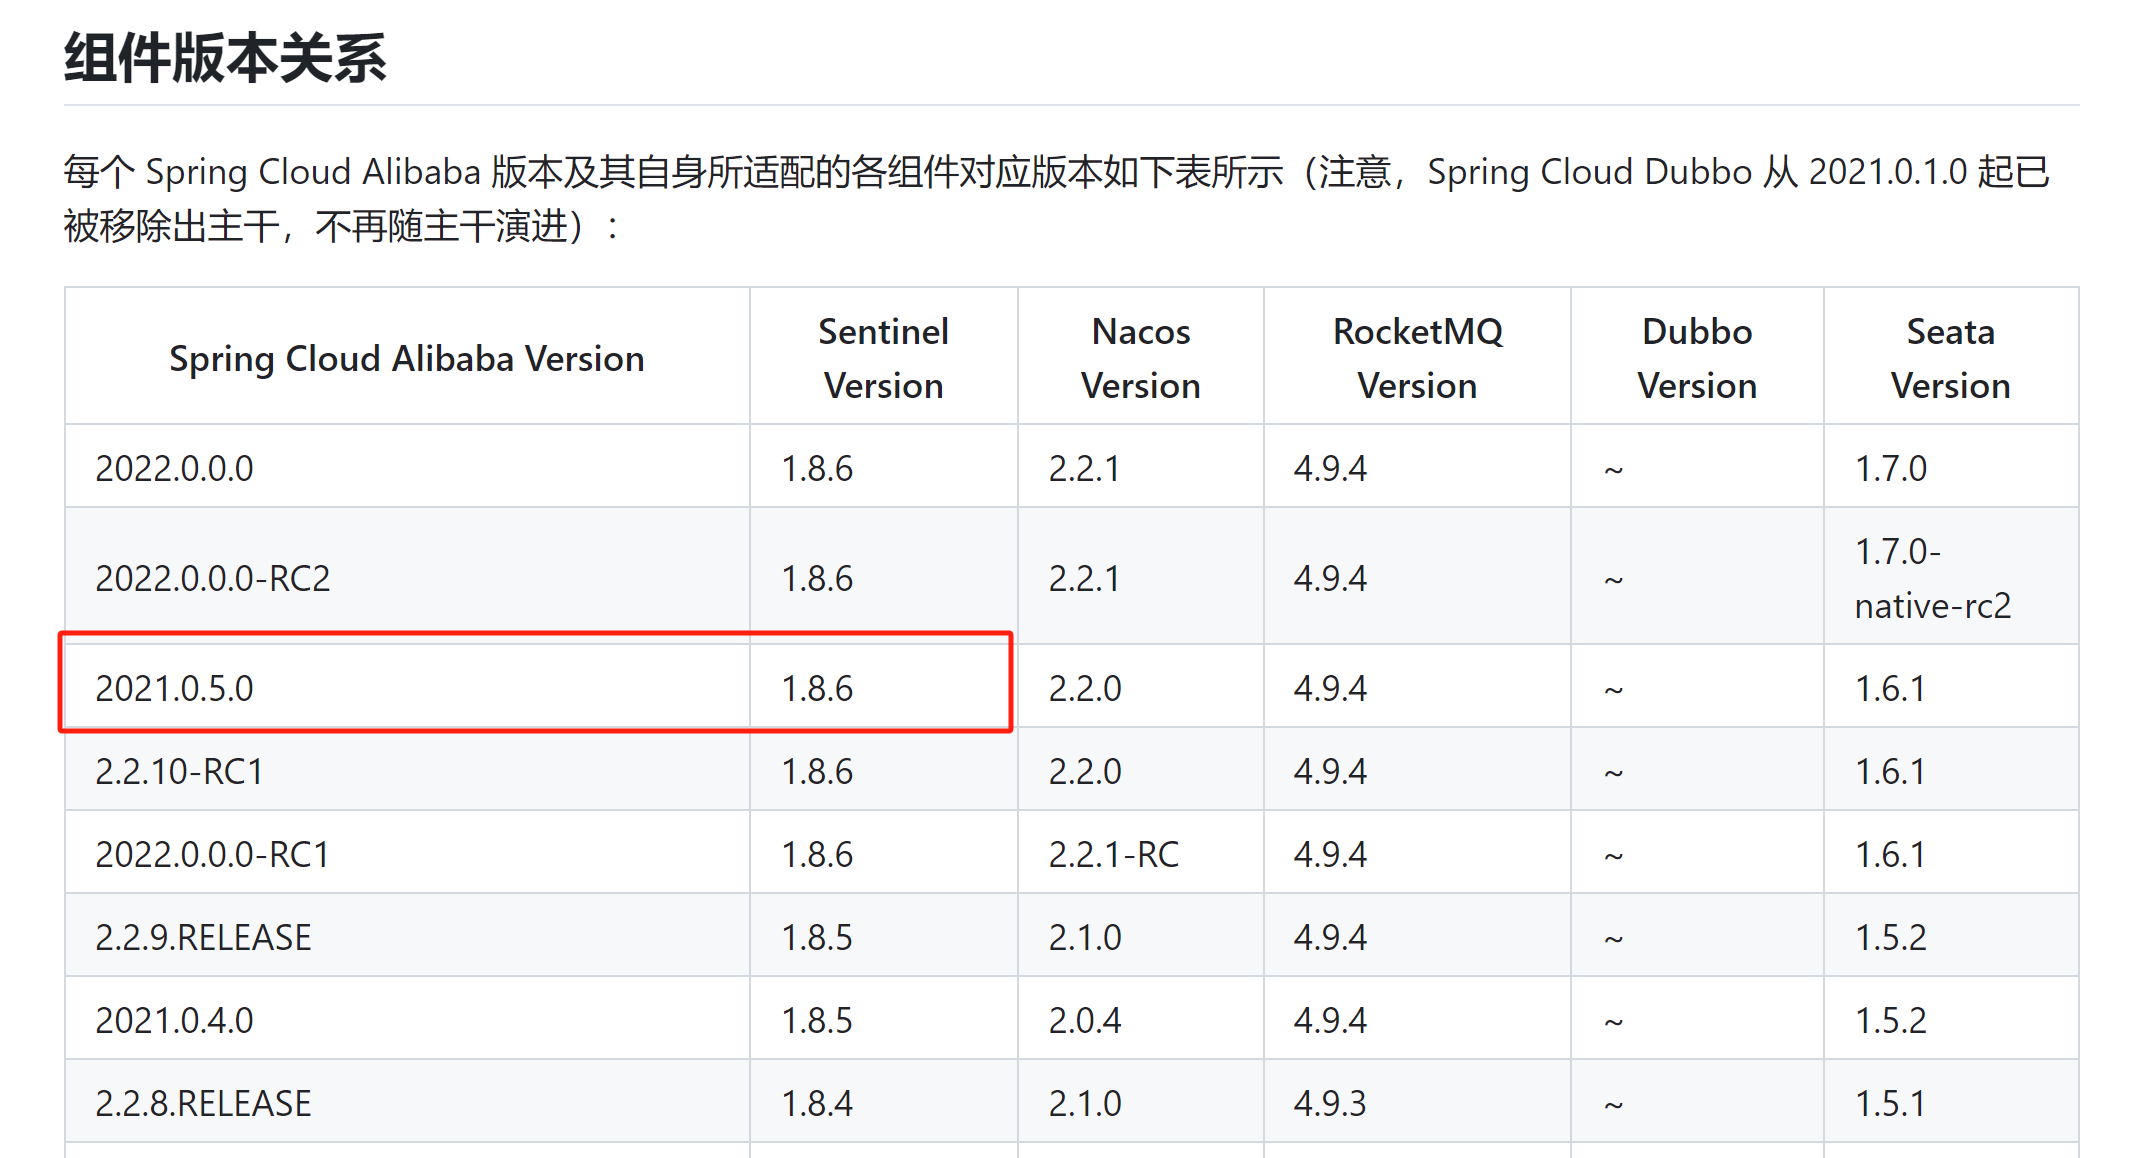 组件版本关系
每个 Spring Cloud Alibaba 版本及其自身所适配的各组件对应版本如下表所示（注意，Spring Cloud Dubbo 从 2021.0.1.0 起已
被移除出主干，不再随主干演进）：
Spring Cloud Alibaba Version Sentinel Version Nacos Version RocketMQ Version Dubbo Version Seata Version
2022.0.0.0 1.8.6 2.2.1 4.9.4 ~ 1.7.0
2022.0.0.0-RC2 1.8.6 2.2.1 4.9.4 ~ 1.7.0-native-rc2
2021.0.5.0 1.8.6 2.2.0 4.9.4 ~ 1.6.1
2.2.10-RC1 1.8.6 2.2.0 4.9.4 ~ 1.6.1
2022.0.0.0-RC1 1.8.6 2.2.1-RC 4.9.4 ~ 1.6.1
2.2.9.RELEASE 1.8.5 2.1.0 4.9.4 ~ 1.5.2
2021.0.4.0 1.8.5 2.0.4 4.9.4 ~ 1.5.2
2.2.8.RELEASE 1.8.4 2.1.0 4.9.3 ~ 1.5.1